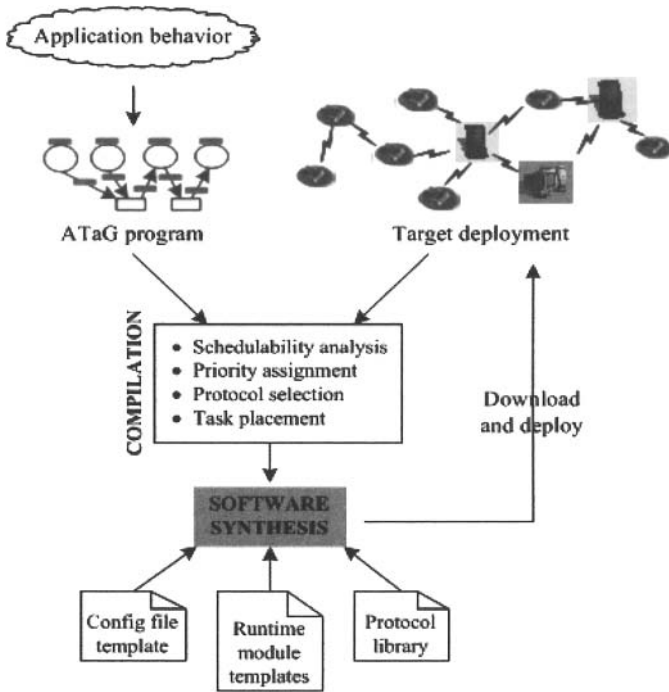 Application behavior
ATaG program
Target deployment
COMPILATION
• Schedulability analysis
• Priority assignment
• Protocol selection
• Task placement
Download
and deploy
SOFTWARE
SYNTHESIS
Config file
template
Runtime
module
templates
Protocol
library